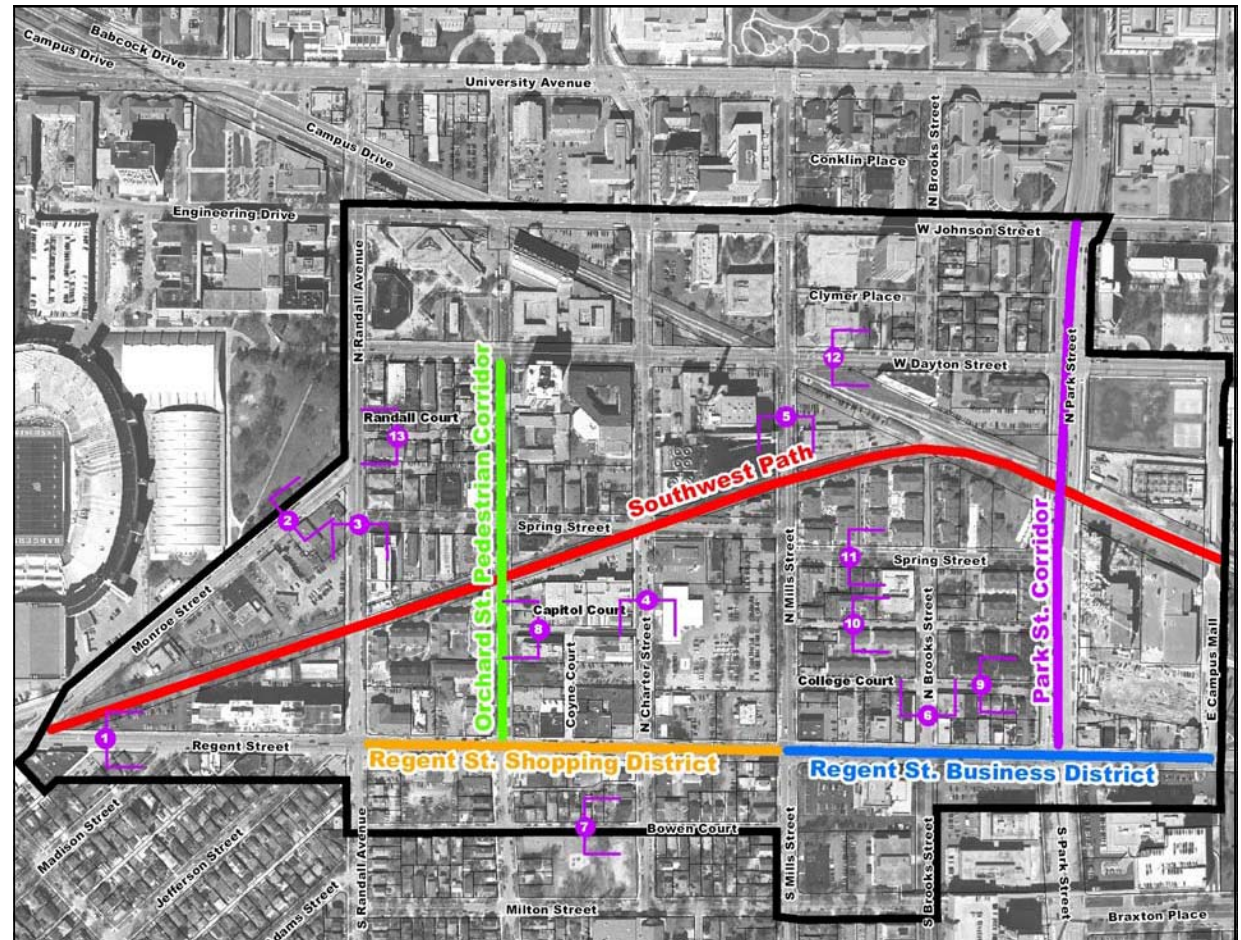 Babcock Drive
Campus Drive
University Avenue
Campus Drive
Conklin Place
N Brooks Street
Engineering Drive
W Johnson Street
N Randall Avenue
Clymer Place
12
W Dayton Street
N Park Street
Randall Court
13
Orchard St. Pedestrian Corridor
5
Southwest Path
2
3
Spring Street
N Mills Street
11
Spring Street
Monroe Street
Capitol Court
4
8
10
N Brooks Street
Park St. Corridor
Coyne Court
N Charter Street
College Court
9
6
E Campus Mall
1
Regent Street
Regent St. Shopping District
Regent St. Business District
Madison Street
Jefferson Street
S Randall Avenue
7
Bowen Court
S Mills Street
S Brooks Street
S Park Street
Milton Street
Braxton Place
dams Street